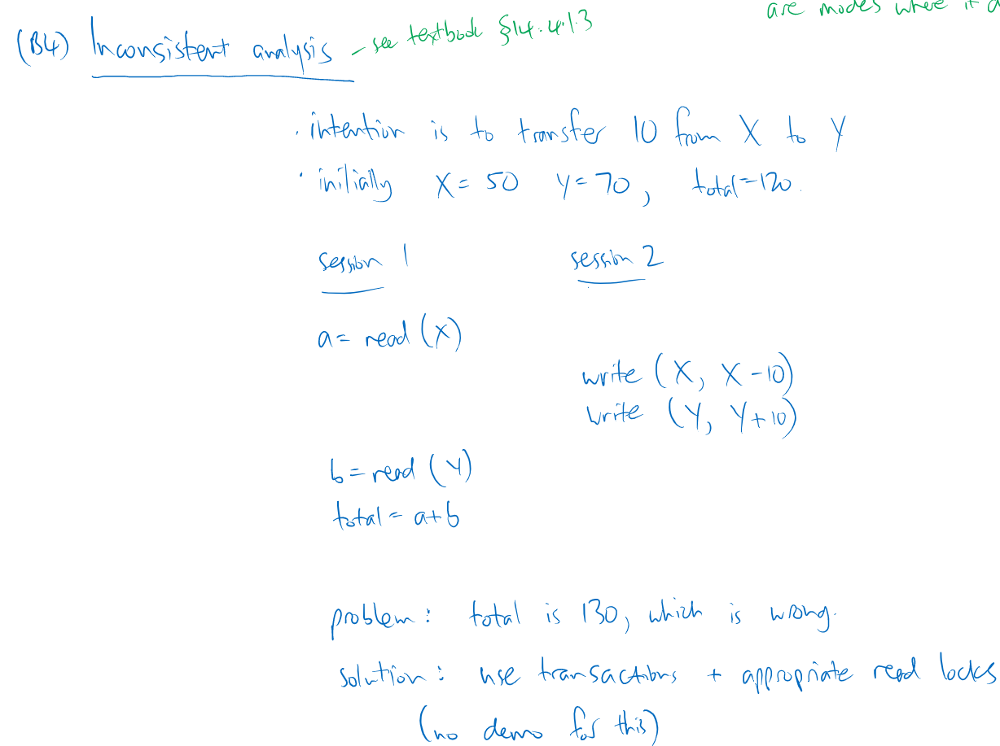 are modes where it d
(B4) Inconsistent analysis - see textbook §14.4.1.3
· intention is to transfer 10 from X to Y
· initially X = 50 Y = 70, total = 120.
session 1 session 2
a = read (X)
write (X, X - 10)
write (Y, Y + 10)
b = read (Y)
total = a + b
problem: total is 130, which is wrong.
solution: use transactions + appropriate read locks
(no demo for this)